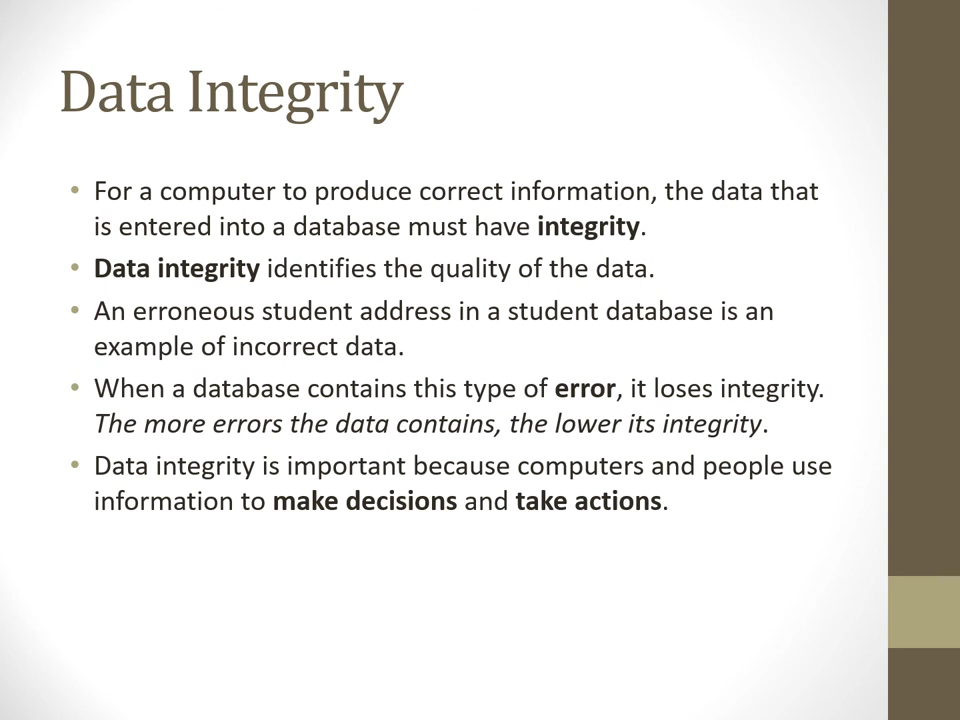 Data Integrity
• For a computer to produce correct information, the data that
is entered into a database must have integrity.
• Data integrity identifies the quality of the data.
• An erroneous student address in a student database is an
example of incorrect data.
• When a database contains this type of error, it loses integrity.
The more errors the data contains, the lower its integrity.
• Data integrity is important because computers and people use
information to make decisions and take actions.